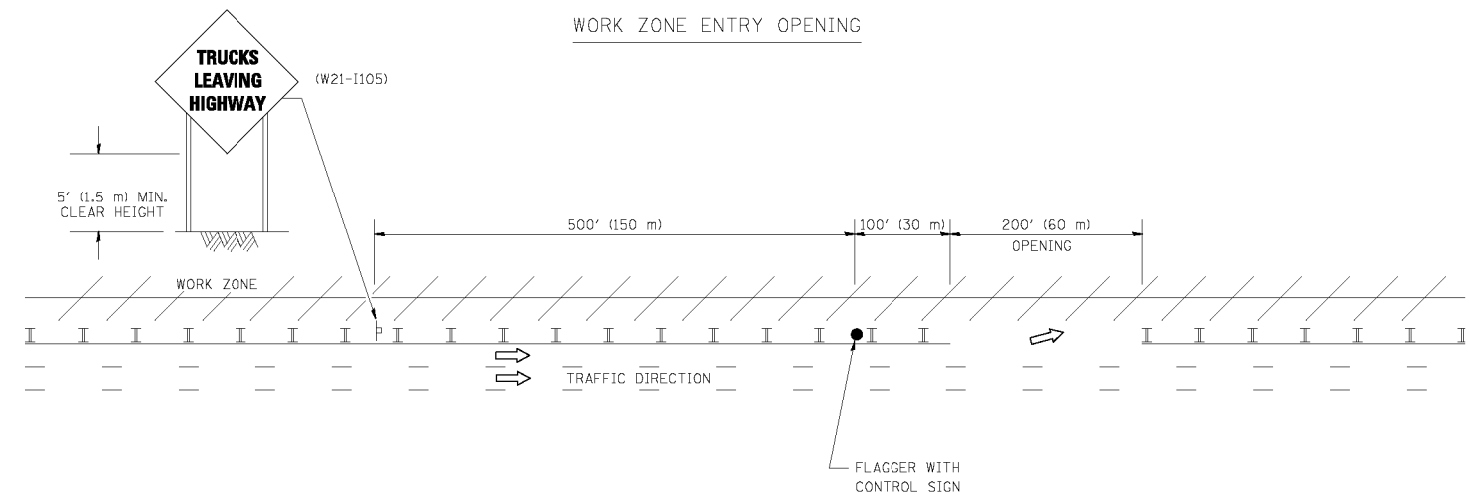 WORK ZONE ENTRY OPENING
TRUCKS
LEAVING
HIGHWAY
(W21-I105)
5' (1.5 m) MIN.
CLEAR HEIGHT
500' (150 m)
100' (30 m)
200' (60 m)
OPENING
WORK ZONE
TRAFFIC DIRECTION
FLAGGER WITH
CONTROL SIGN